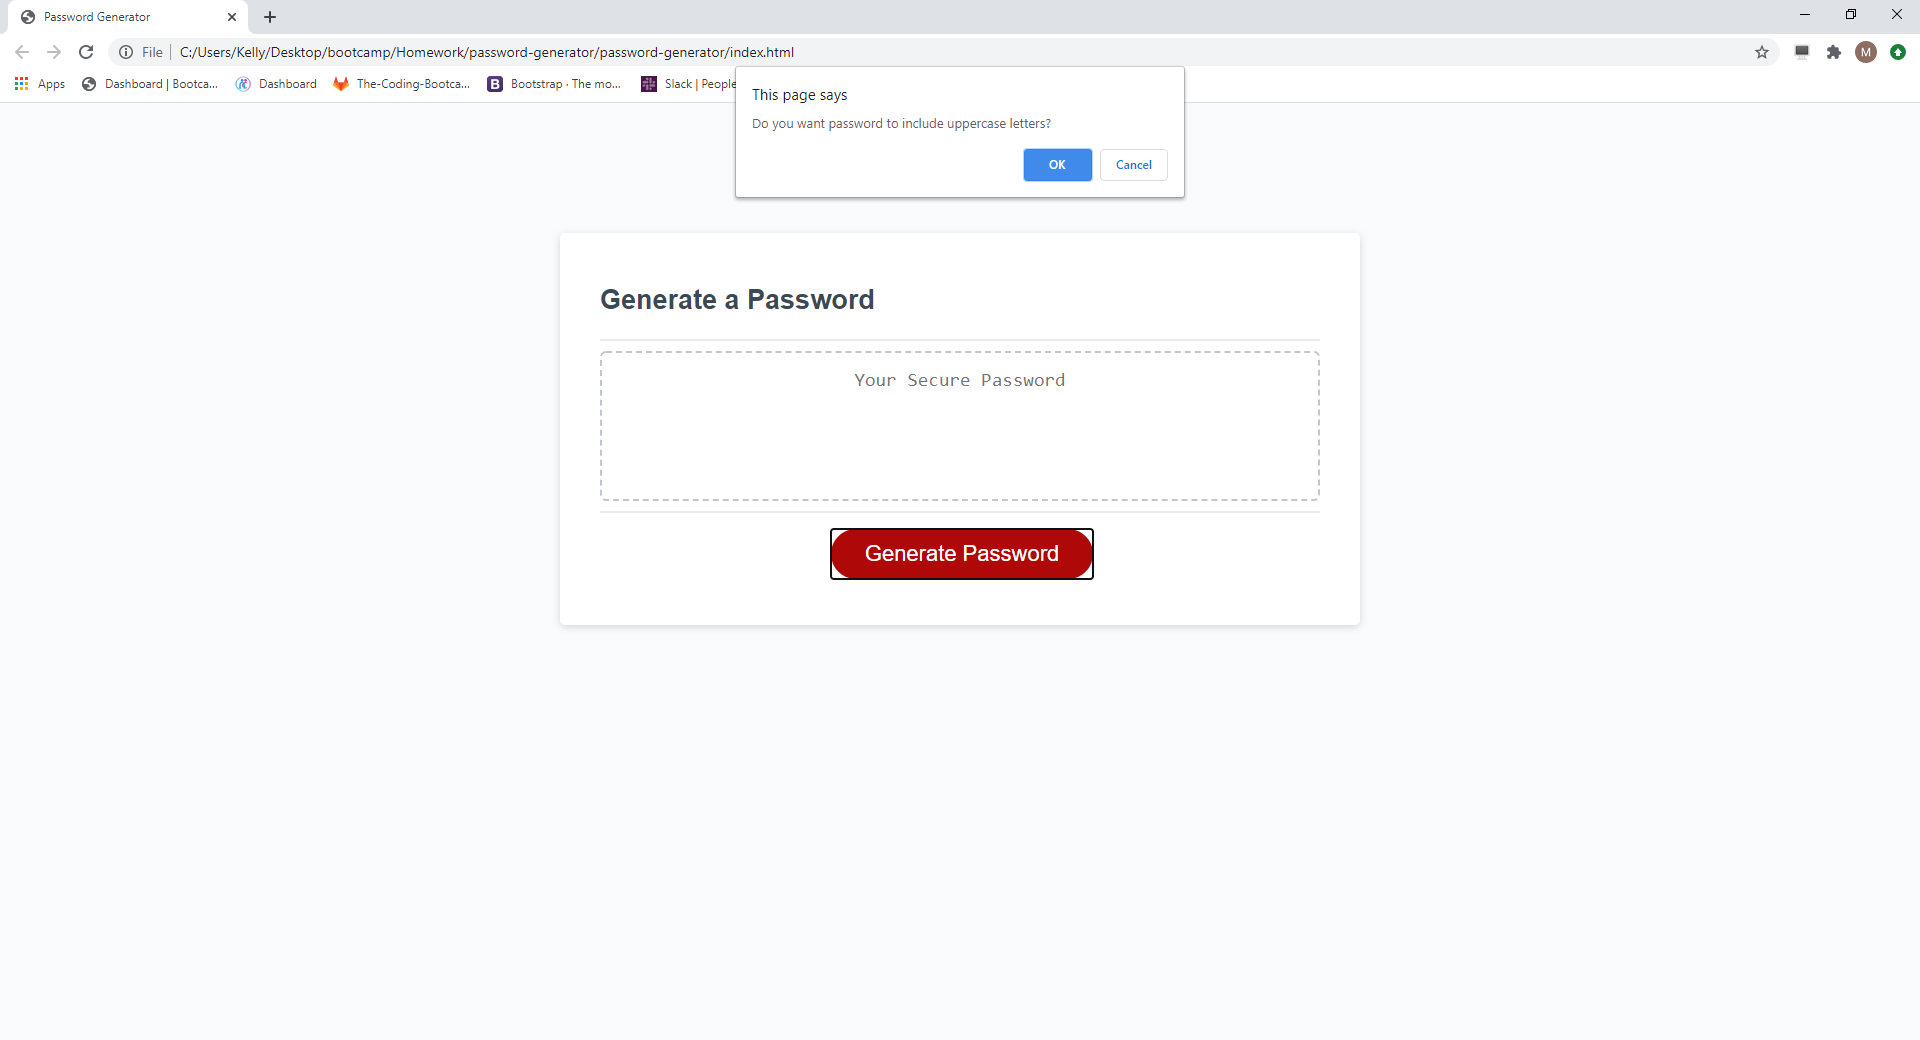 Password Generator
File C:/Users/Kelly/Desktop/bootcamp/Homework/password-generator/password-generator/index.html
M
Apps Dashboard | Bootca... Dashboard The-Coding-Bootca... B Bootstrap · The mo... Slack | People
This page says
Do you want password to include uppercase letters?
OK Cancel
Generate a Password
Your Secure Password
Generate Password